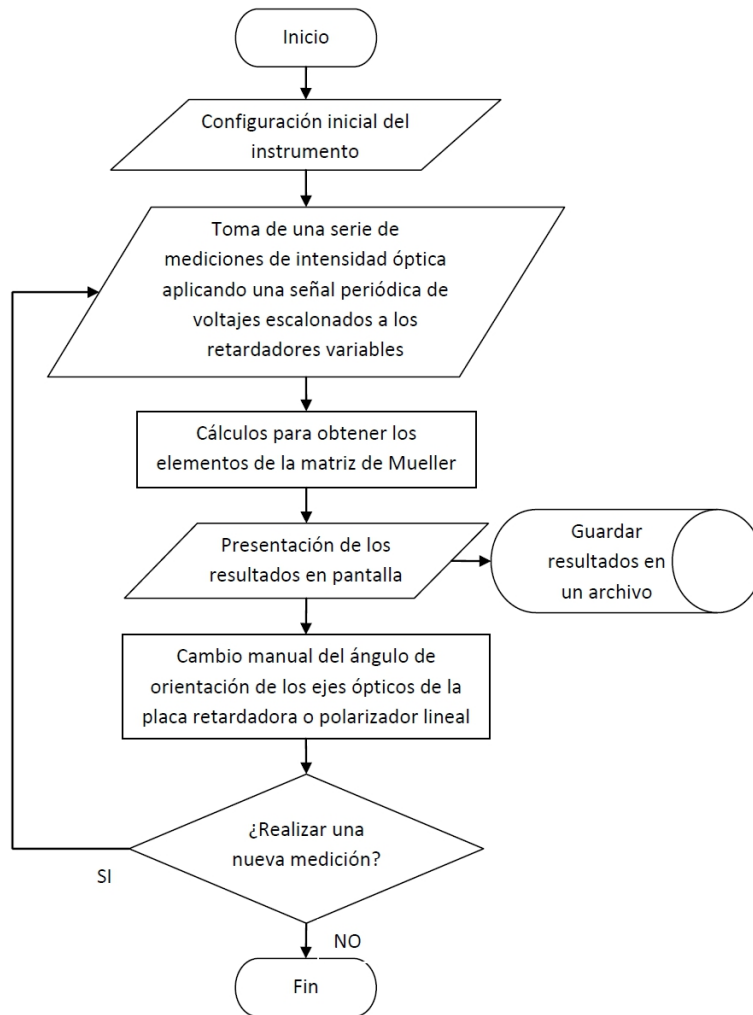 Inicio
Configuración inicial del
instrumento
Toma de una serie de
mediciones de intensidad óptica
aplicando una señal periódica de
voltajes escalonados a los
retardadores variables
Cálculos para obtener los
elementos de la matriz de Mueller
Presentación de los
resultados en pantalla
Guardar
resultados en
un archivo
Cambio manual del ángulo de
orientación de los ejes ópticos de la
placa retardadora o polarizador lineal
¿Realizar una
nueva medición?
SI
NO
Fin